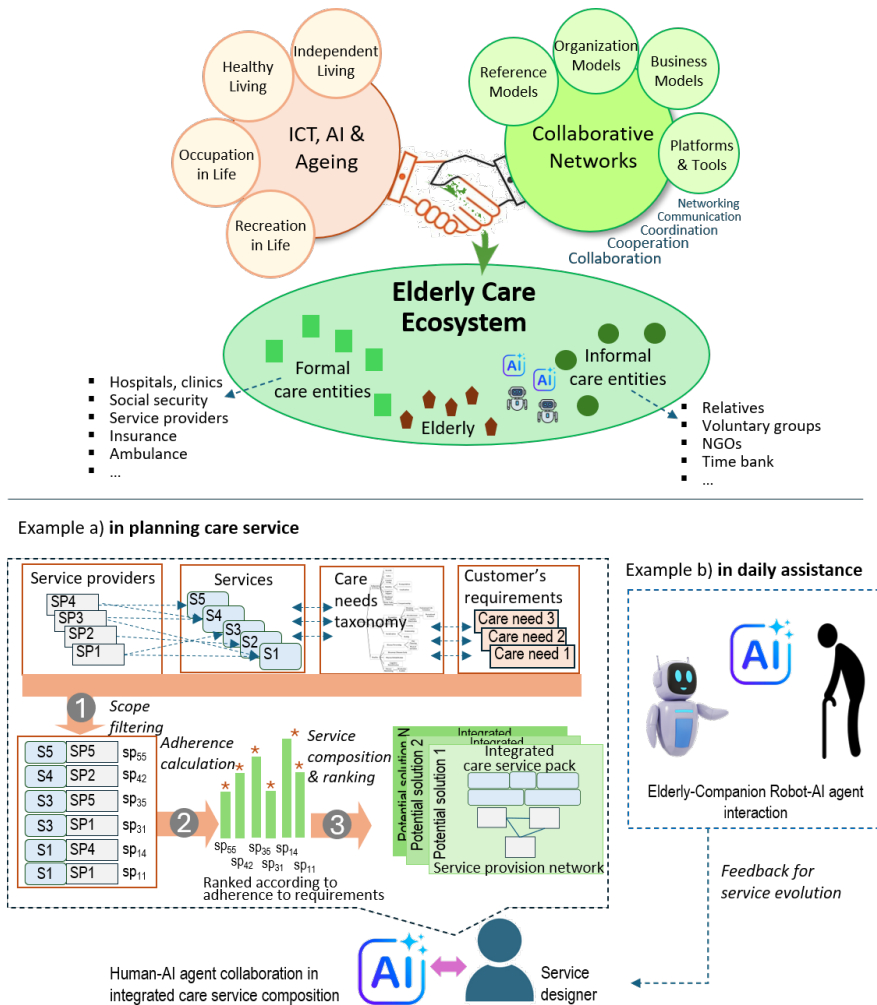 Independent
Living
Healthy
Living
Occupation
in Life
Recreation
in Life
ICT, AI &
Ageing
Reference
Models
Organization
Models
Business
Models
Platforms
& Tools
Collaborative
Networks
Networking
Communication
Coordination
Cooperation
Collaboration
Elderly Care
Ecosystem
Formal
care entities
Informal
care entities
AI
AI
Elderly
Hospitals, clinics
Social security
Service providers
Insurance
Ambulance
...
Relatives
Voluntary groups
NGOs
Time bank
...
Example a) in planning care service
Service providers
SP4
SP3
SP2
SP1
Services
S5
S4
S3
S2
S1
Care
needs
taxonomy
Customer's
requirements
Care need 3
Care need 2
Care need 1
1
Scope
filtering
S5 SP5 sp55
S4 SP2 sp42
S3 SP5 sp35
S3 SP1 sp31
S1 SP4 sp14
S1 SP1 sp11
2
Adherence
calculation
* * * * * *
sp55 sp42 sp35 sp31 sp14 sp11
Ranked according to
adherence to requirements
3
Service
composition
& ranking
Potential solution N
Potential solution 2
Potential solution 1
Integrated
Integrated
Integrated
care service pack
Service provision network
Example b) in daily assistance
AI
Elderly-Companion Robot-AI agent
interaction
Feedback for
service evolution
Human-AI agent collaboration in
integrated care service composition
AI
Service
designer